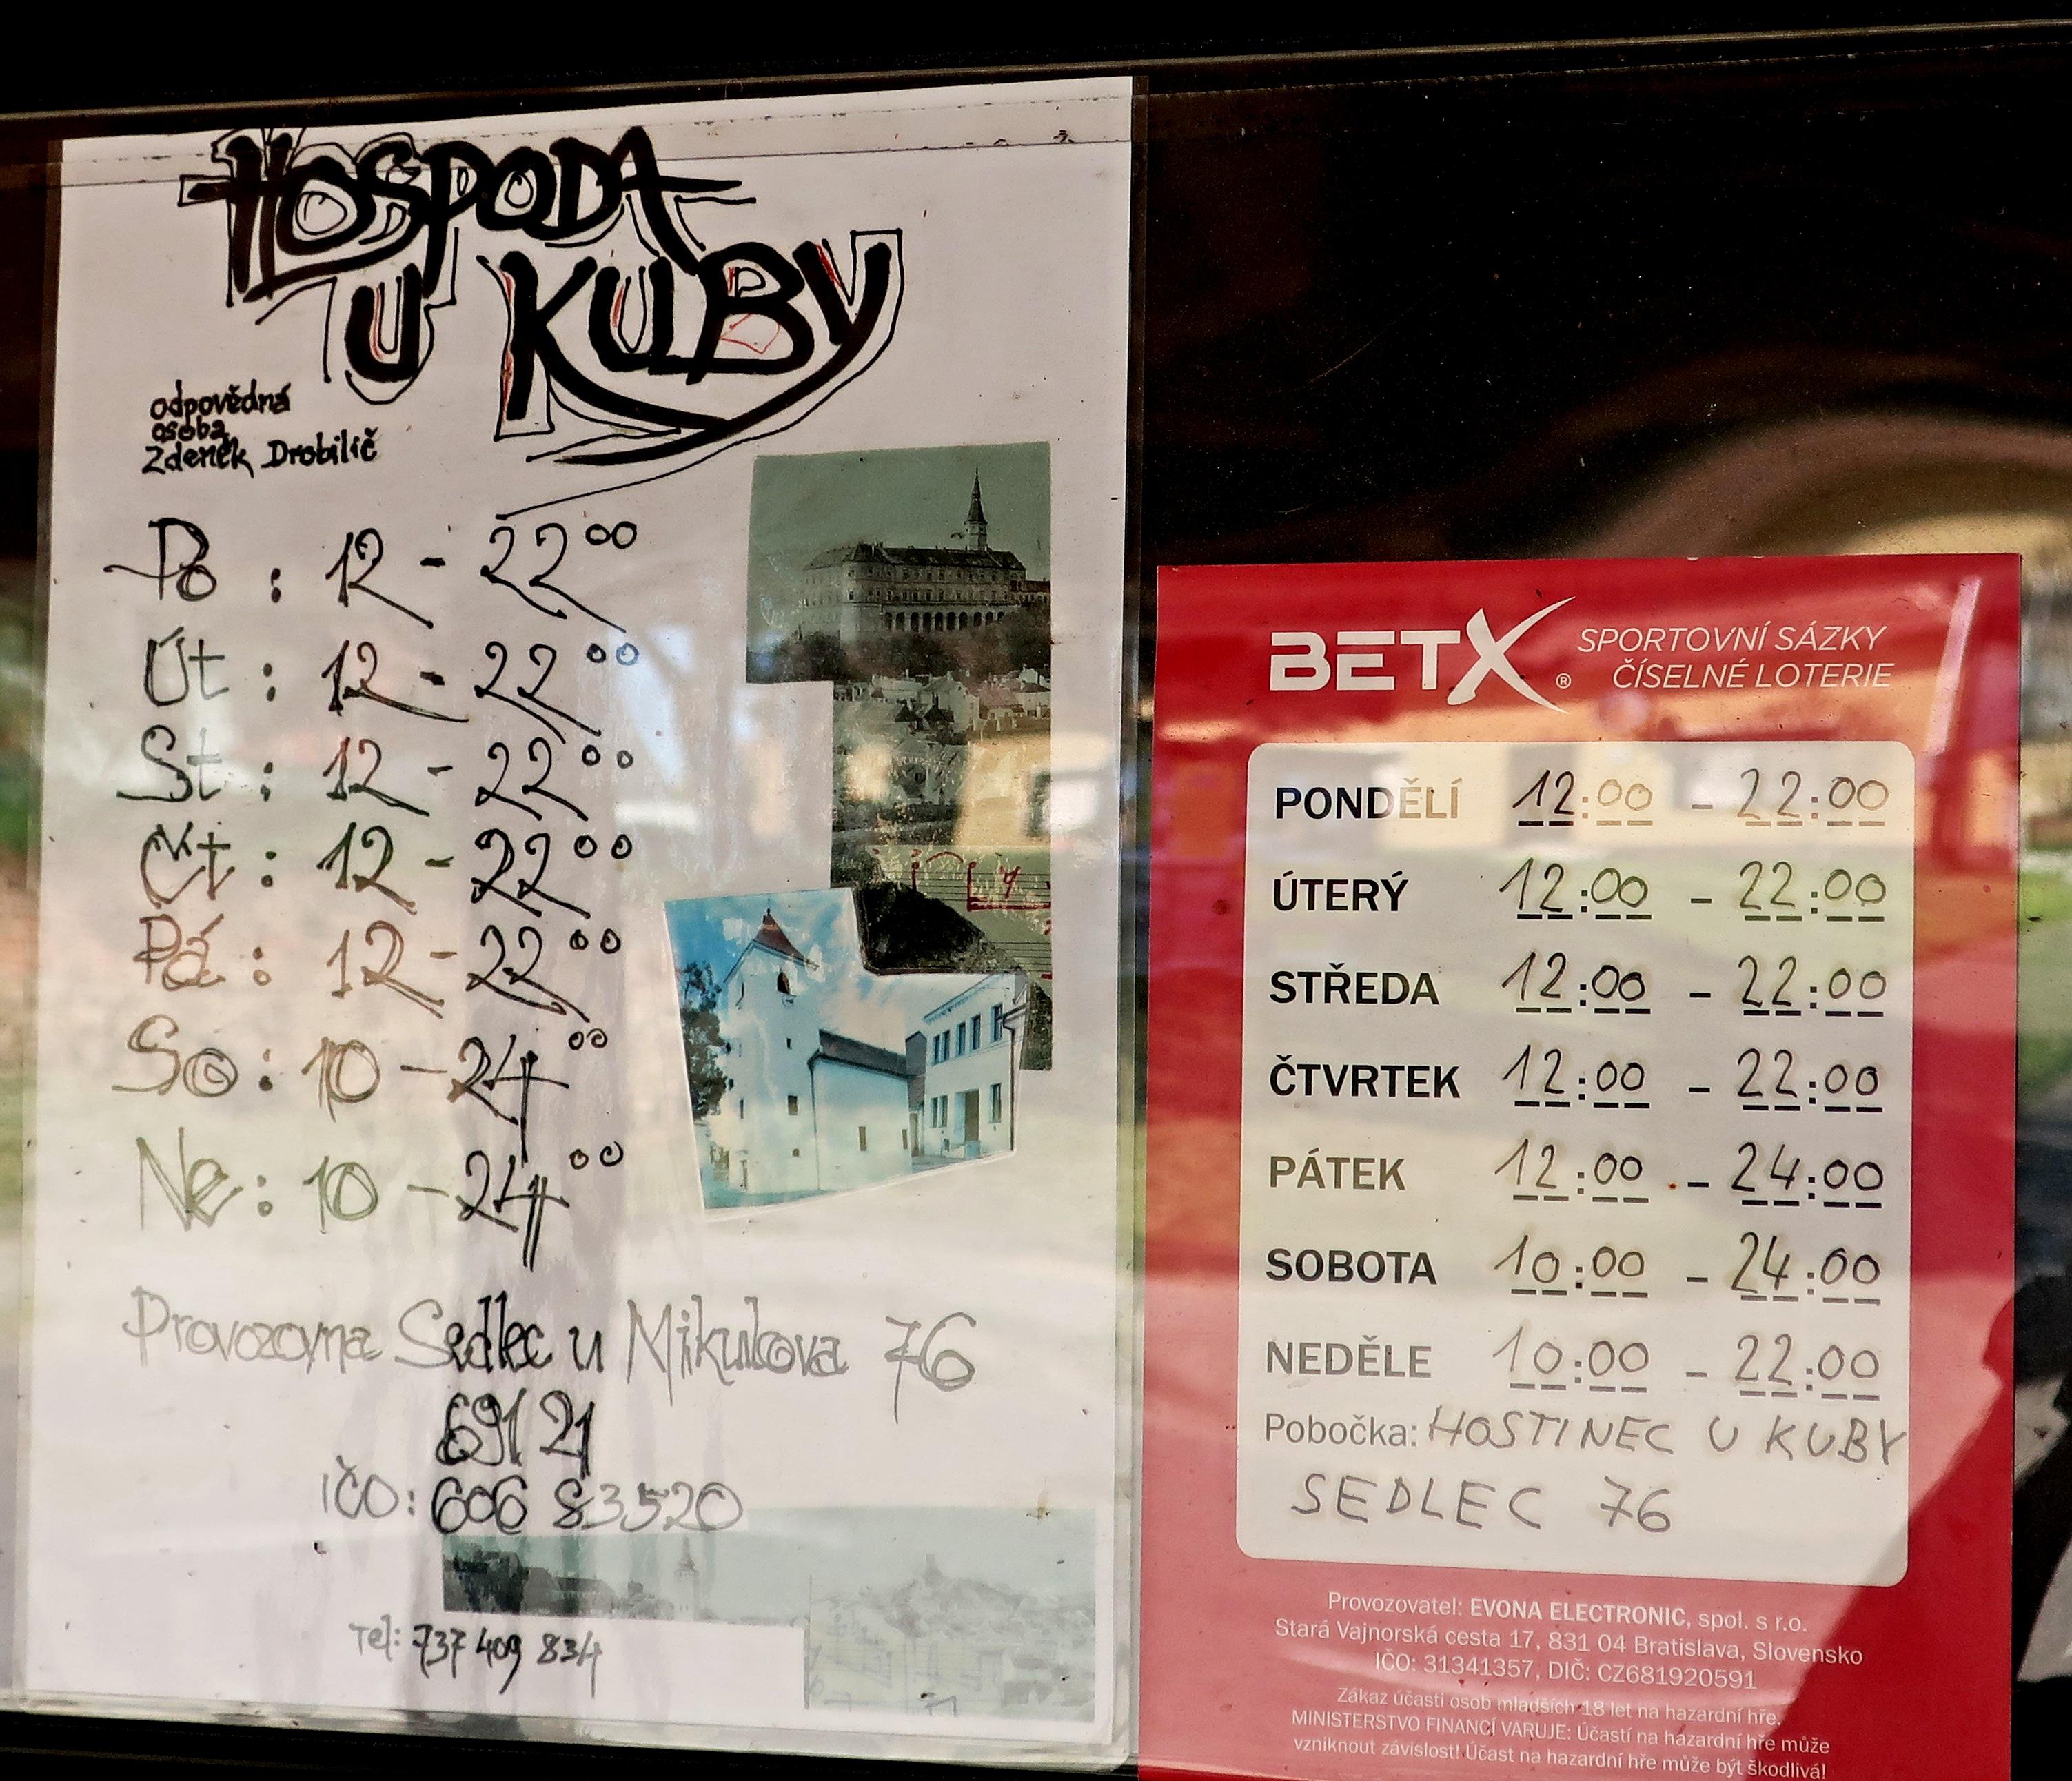 HOSPODA
U KUBY
odpovědná
osoba
Zdeněk Drobilič
Po : 12 - 22⁰⁰
Út : 12 - 22⁰⁰
St : 12 - 22⁰⁰
Čt : 12 - 22⁰⁰
Pá : 12 - 22⁰⁰
So : 10 - 24⁰⁰
Ne : 10 - 24⁰⁰
Provozovna Sedlec u Mikulova 76
691 21
IČO: 606 83520
Tel: 737 409 834
BETX® SPORTOVNÍ SÁZKY
ČÍSELNÉ LOTERIE
PONDĚLÍ 12:00 - 22:00
ÚTERÝ 12:00 - 22:00
STŘEDA 12:00 - 22:00
ČTVRTEK 12:00 - 22:00
PÁTEK 12:00 - 24:00
SOBOTA 10:00 - 24:00
NEDĚLE 10:00 - 22:00
Pobočka: HOSTINEC U KUBY
SEDLEC 76
Provozovatel: EVONA ELECTRONIC, spol. s r.o.
Stará Vajnorská cesta 17, 831 04 Bratislava, Slovensko
IČO: 31341357, DIČ: CZ681920591
Zákaz účasti osob mladších 18 let na hazardní hře.
MINISTERSTVO FINANCÍ VARUJE: Účastí na hazardní hře může
vzniknout závislost! Účast na hazardní hře může být škodlivá!